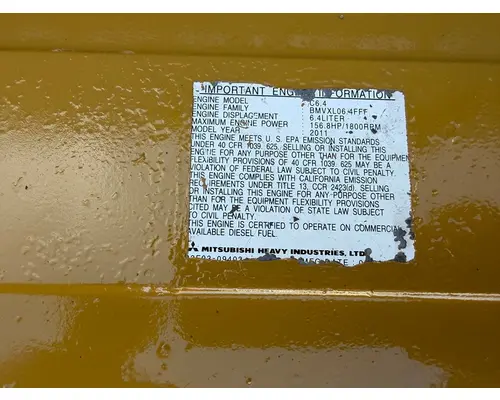 IMPORTANT ENGINE INFORMATION
ENGINE MODEL C6.4
ENGINE FAMILY BMVXL06.4FFF
ENGINE DISPLACEMENT 6.4LITER
MAXIMUM ENGINE POWER 156.8HP/1800RPM
MODEL YEAR 2011
THIS ENGINE MEETS U.S. EPA EMISSION STANDARDS
UNDER 40 CFR 1039. 625. SELLING OR INSTALLING THIS
ENGINE FOR ANY PURPOSE OTHER THAN FOR THE EQUIPMENT
FLEXIBILITY PROVISIONS OF 40 CFR 1039. 625 MAY BE A
VIOLATION OF FEDERAL LAW SUBJECT TO CIVIL PENALTY.
THIS ENGINE COMPLIES WITH CALIFORNIA EMISSION
REQUIREMENTS UNDER TITLE 13, CCR 2423(d). SELLING
OR INSTALLING THIS ENGINE FOR ANY PURPOSE OTHER
THAN FOR THE EQUIPMENT FLEXIBILITY PROVISIONS
CITED MAY BE A VIOLATION OF STATE LAW SUBJECT
TO CIVIL PENALTY.
THIS ENGINE IS CERTIFIED TO OPERATE ON COMMERCIALLY
AVAILABLE DIESEL FUEL.
MITSUBISHI HEAVY INDUSTRIES, LTD
DATE :